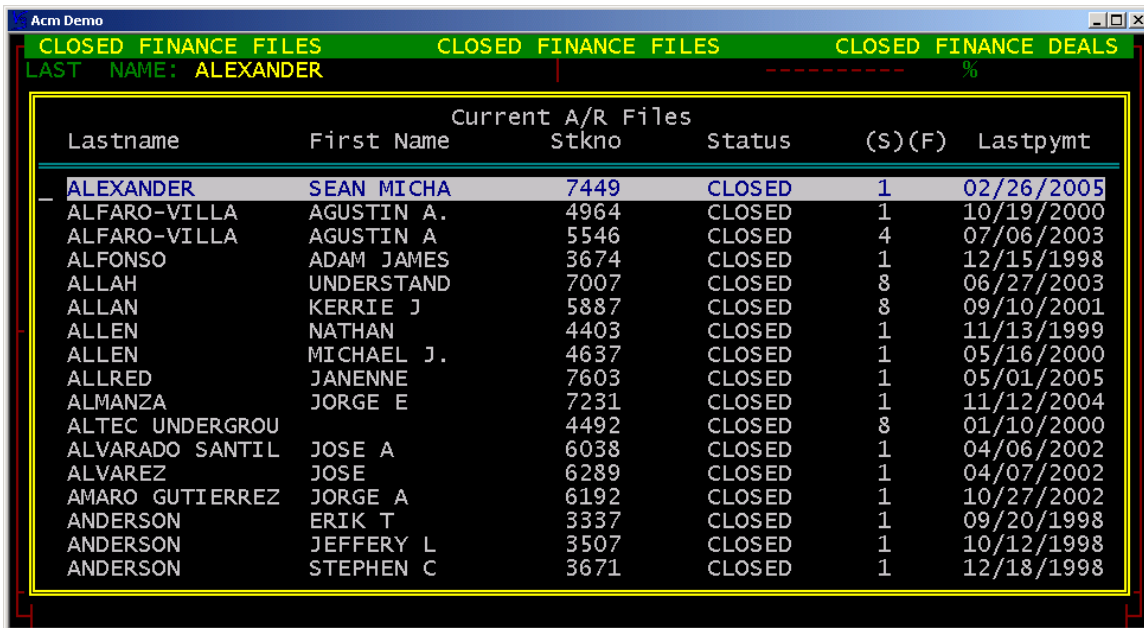 Acm Demo
CLOSED FINANCE FILES CLOSED FINANCE FILES CLOSED FINANCE DEALS
LAST NAME: ALEXANDER ---------- %
Current A/R Files
Lastname First Name Stkno Status (S)(F) Lastpymt
ALEXANDER SEAN MICHA 7449 CLOSED 1 02/26/2005
ALFARO-VILLA AGUSTIN A. 4964 CLOSED 1 10/19/2000
ALFARO-VILLA AGUSTIN A 5546 CLOSED 4 07/06/2003
ALFONSO ADAM JAMES 3674 CLOSED 1 12/15/1998
ALLAH UNDERSTAND 7007 CLOSED 8 06/27/2003
ALLAN KERRIE J 5887 CLOSED 8 09/10/2001
ALLEN NATHAN 4403 CLOSED 1 11/13/1999
ALLEN MICHAEL J. 4637 CLOSED 1 05/16/2000
ALLRED JANENNE 7603 CLOSED 1 05/01/2005
ALMANZA JORGE E 7231 CLOSED 1 11/12/2004
ALTEC UNDERGROU 4492 CLOSED 8 01/10/2000
ALVARADO SANTIL JOSE A 6038 CLOSED 1 04/06/2002
ALVAREZ JOSE 6289 CLOSED 1 04/07/2002
AMARO GUTIERREZ JORGE A 6192 CLOSED 1 10/27/2002
ANDERSON ERIK T 3337 CLOSED 1 09/20/1998
ANDERSON JEFFERY L 3507 CLOSED 1 10/12/1998
ANDERSON STEPHEN C 3671 CLOSED 1 12/18/1998